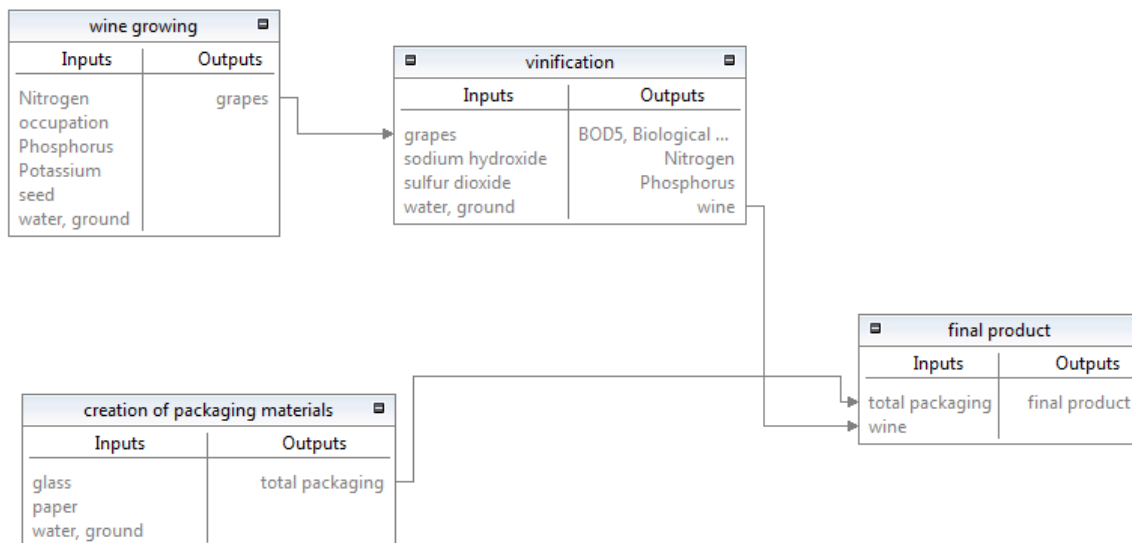 wine growing
Inputs Outputs
Nitrogen grapes
occupation
Phosphorus
Potassium
seed
water, ground
vinification
Inputs Outputs
grapes BOD5, Biological ...
sodium hydroxide Nitrogen
sulfur dioxide Phosphorus
water, ground wine
final product
Inputs Outputs
total packaging final product
wine
creation of packaging materials
Inputs Outputs
glass total packaging
paper
water, ground